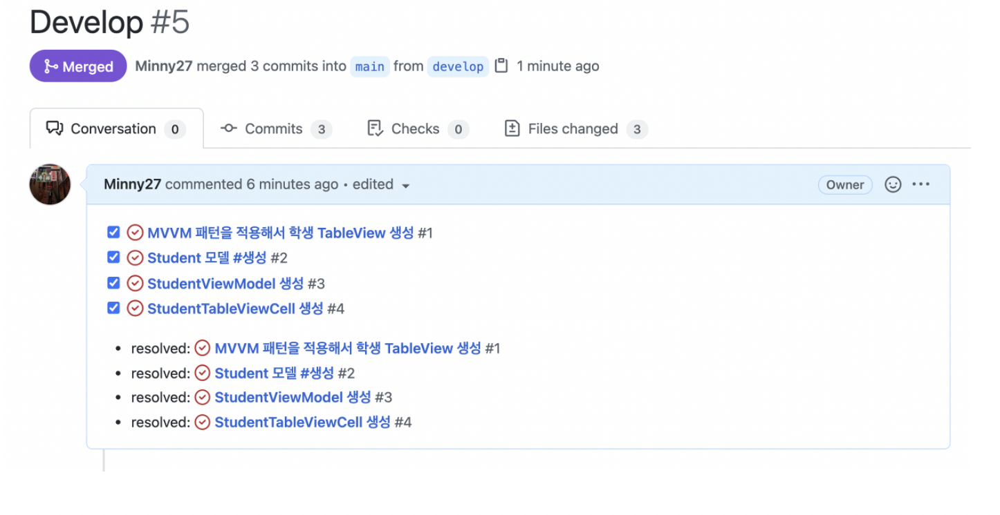 Develop #5
Merged Minny27 merged 3 commits into main from develop 1 minute ago
Conversation 0 Commits 3 Checks 0 Files changed 3
Minny27 commented 6 minutes ago • edited Owner
MVVM 패턴을 적용해서 학생 TableView 생성 #1
Student 모델 #생성 #2
StudentViewModel 생성 #3
StudentTableViewCell 생성 #4
• resolved: MVVM 패턴을 적용해서 학생 TableView 생성 #1
• resolved: Student 모델 #생성 #2
• resolved: StudentViewModel 생성 #3
• resolved: StudentTableViewCell 생성 #4